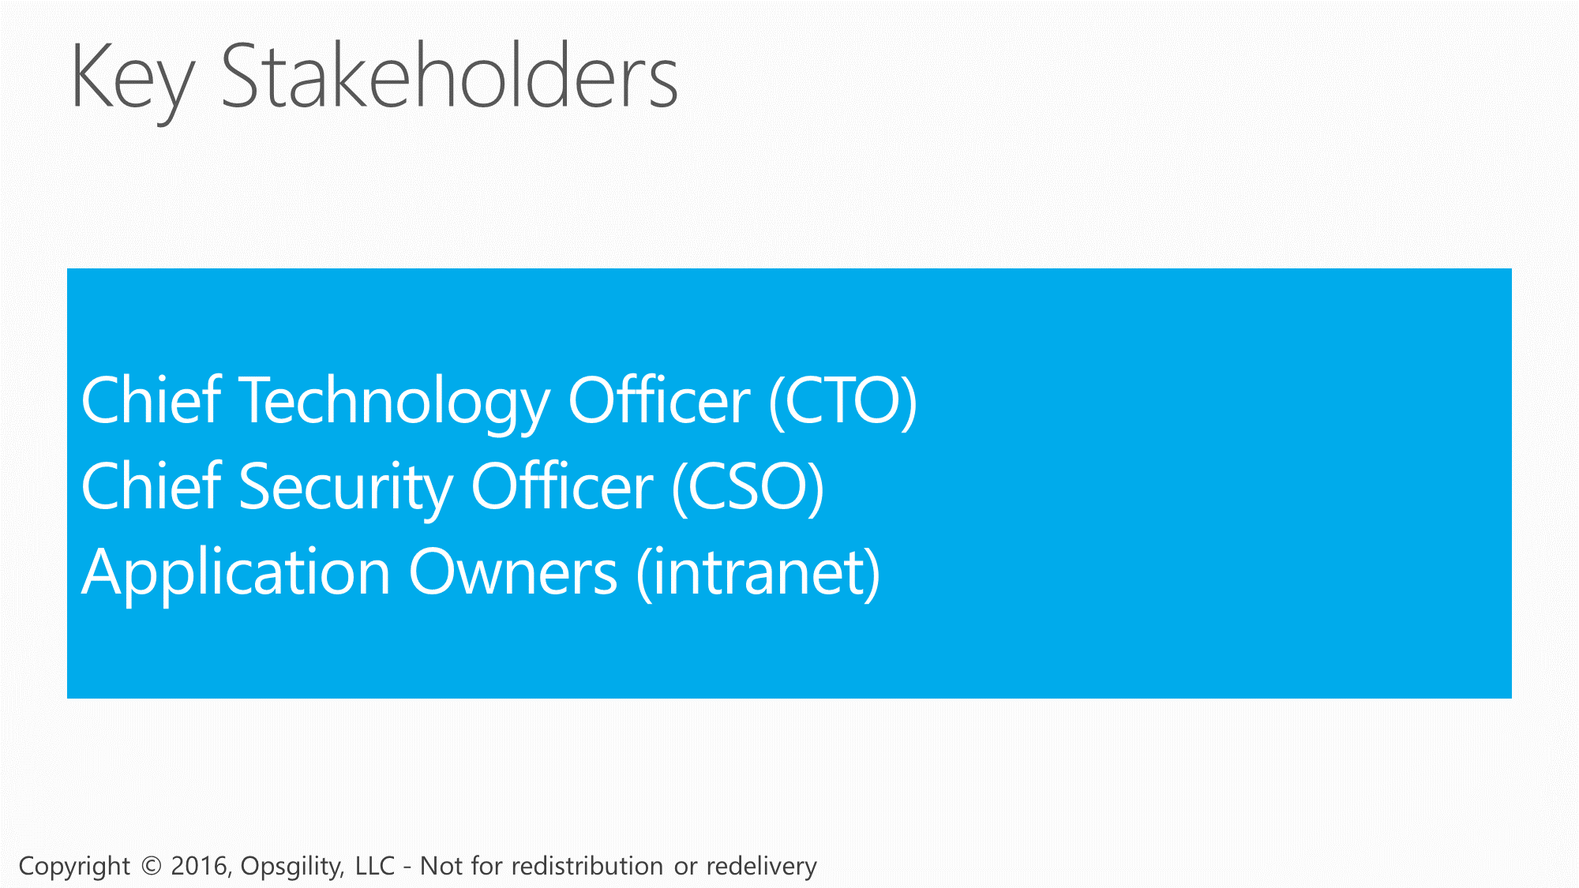 Key Stakeholders
Chief Technology Officer (CTO)
Chief Security Officer (CSO)
Application Owners (intranet)
Copyright © 2016, Opsgility, LLC - Not for redistribution or redelivery